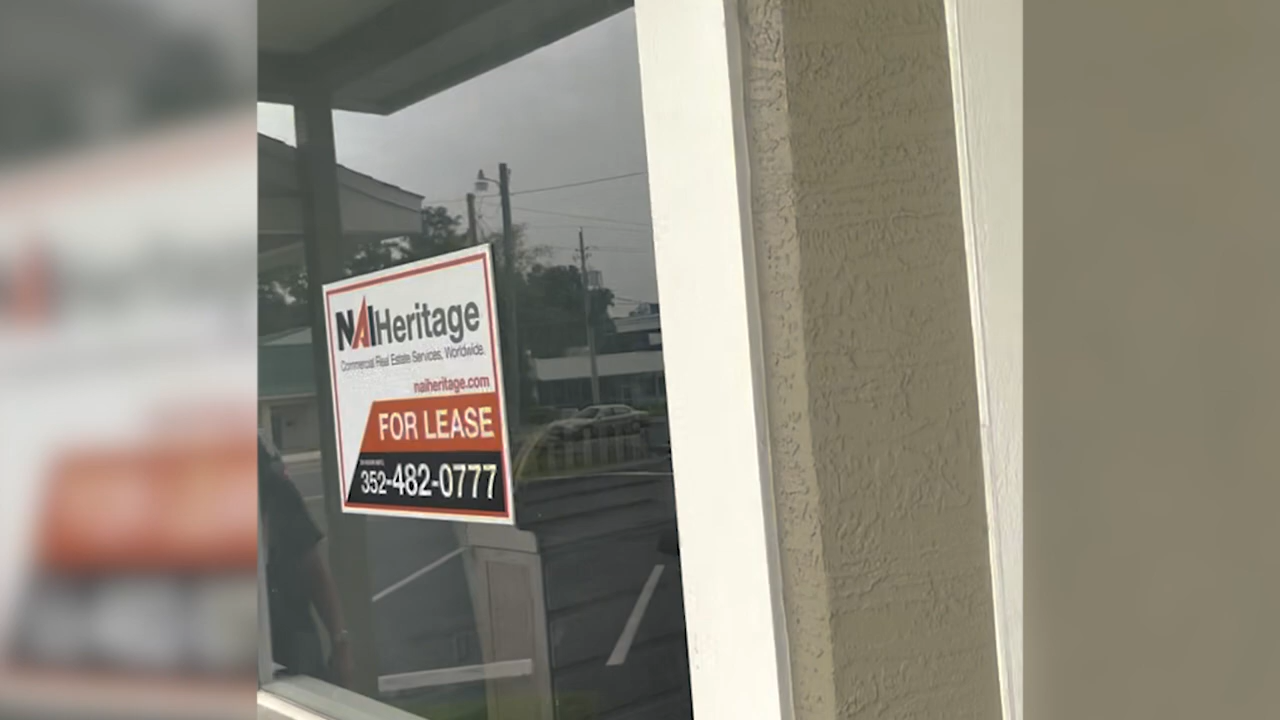 NAIHeritage
Commercial Real Estate Services, Worldwide.
naiheritage.com
FOR LEASE
352-482-0777